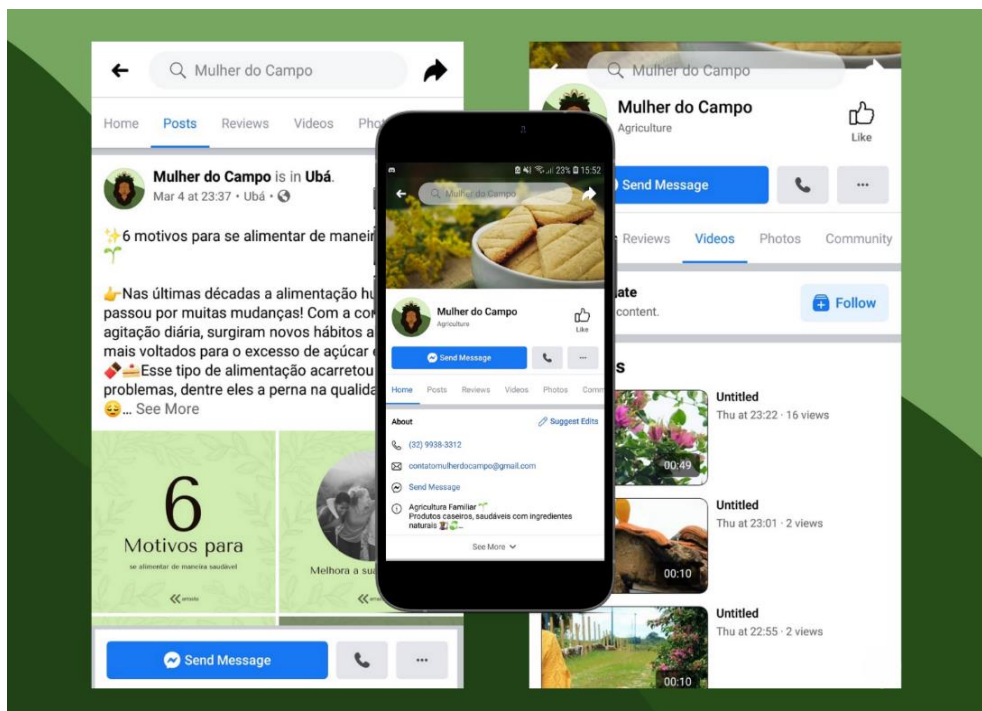 Mulher do Campo
Home Posts Reviews Videos
Mulher do Campo is in Ubá.
Mar 4 at 23:37 · Ubá ·
✨6 motivos para se alimentar de
🌱
👉Nas últimas décadas a alimentação
passou por muitas mudanças! Com a
agitação diária, surgiram novos hábitos
mais voltados para o excesso de açúcar
🍫🍰Esse tipo de alimentação acarretou
problemas, dentre eles a perna na
😔... See More
6
Motivos para
se alimentar de maneira saudável
arrasta
Melhora a
Send Message
...
23% 15:52
Mulher do Campo
Mulher do Campo
Agriculture
Like
Send Message
...
Home Posts Reviews Videos Photos
About
Suggest Edits
(32) 9938-3312
contatomulherdocampo@gmail.com
Send Message
Agricultura Familiar 🌱
Produtos caseiros, saudáveis com ingredientes
naturais
See More
Mulher do Campo
Mulher do Campo
Agriculture
Like
Send Message
...
Reviews Videos Photos Community
content.
Follow
Untitled
Thu at 23:22 · 16 views
00:49
Untitled
Thu at 23:01 · 2 views
00:10
Untitled
Thu at 22:55 · 2 views
00:10